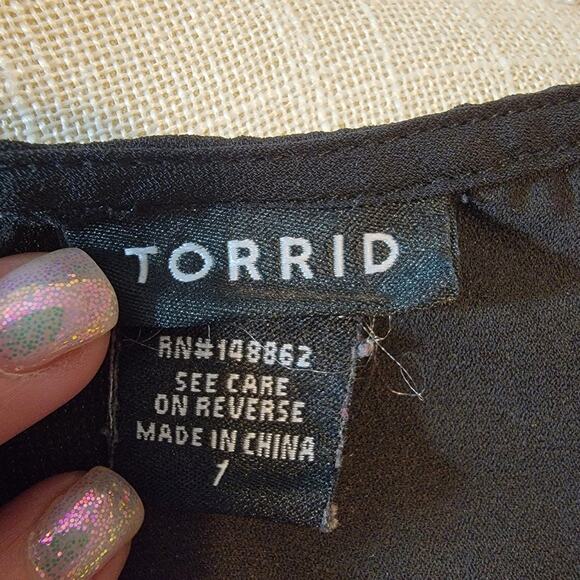 TORRID
RN#148862
SEE CARE
ON REVERSE
MADE IN CHINA
1